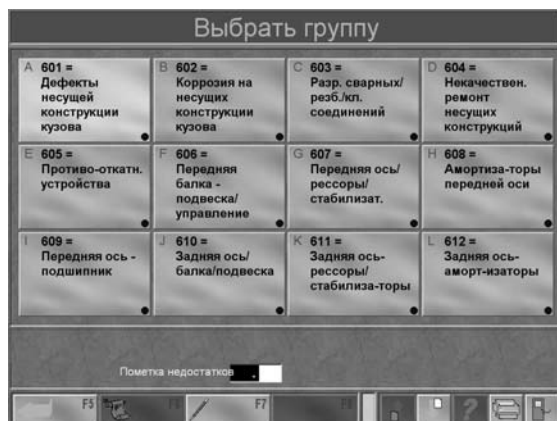 Выбрать группу
A 601 =
Дефекты
несущей
конструкции
кузова
B 602 =
Коррозия на
несущих
конструкции
кузова
C 603 =
Разр. сварных/
резб./кл.
соединений
D 604 =
Некачествен.
ремонт
несущих
конструкций
E 605 =
Противо-откатн.
устройства
F 606 =
Передняя
балка -
подвеска/
управление
G 607 =
Передняя ось/
рессоры/
стабилизат.
H 608 =
Амортиза-торы
передней оси
I 609 =
Передняя ось -
подшипник
J 610 =
Задняя ось/
балка/подвеска
K 611 =
Задняя ось-
рессоры/
стабилиза-торы
L 612 =
Задняя ось-
аморт-изаторы
Пометка недостатков
F5
F6
F7
F8
?